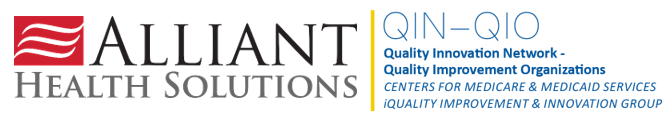 ALLIANT
HEALTH SOLUTIONS
QIN–QIO
Quality Innovation Network -
Quality Improvement Organizations
CENTERS FOR MEDICARE & MEDICAID SERVICES
iQUALITY IMPROVEMENT & INNOVATION GROUP